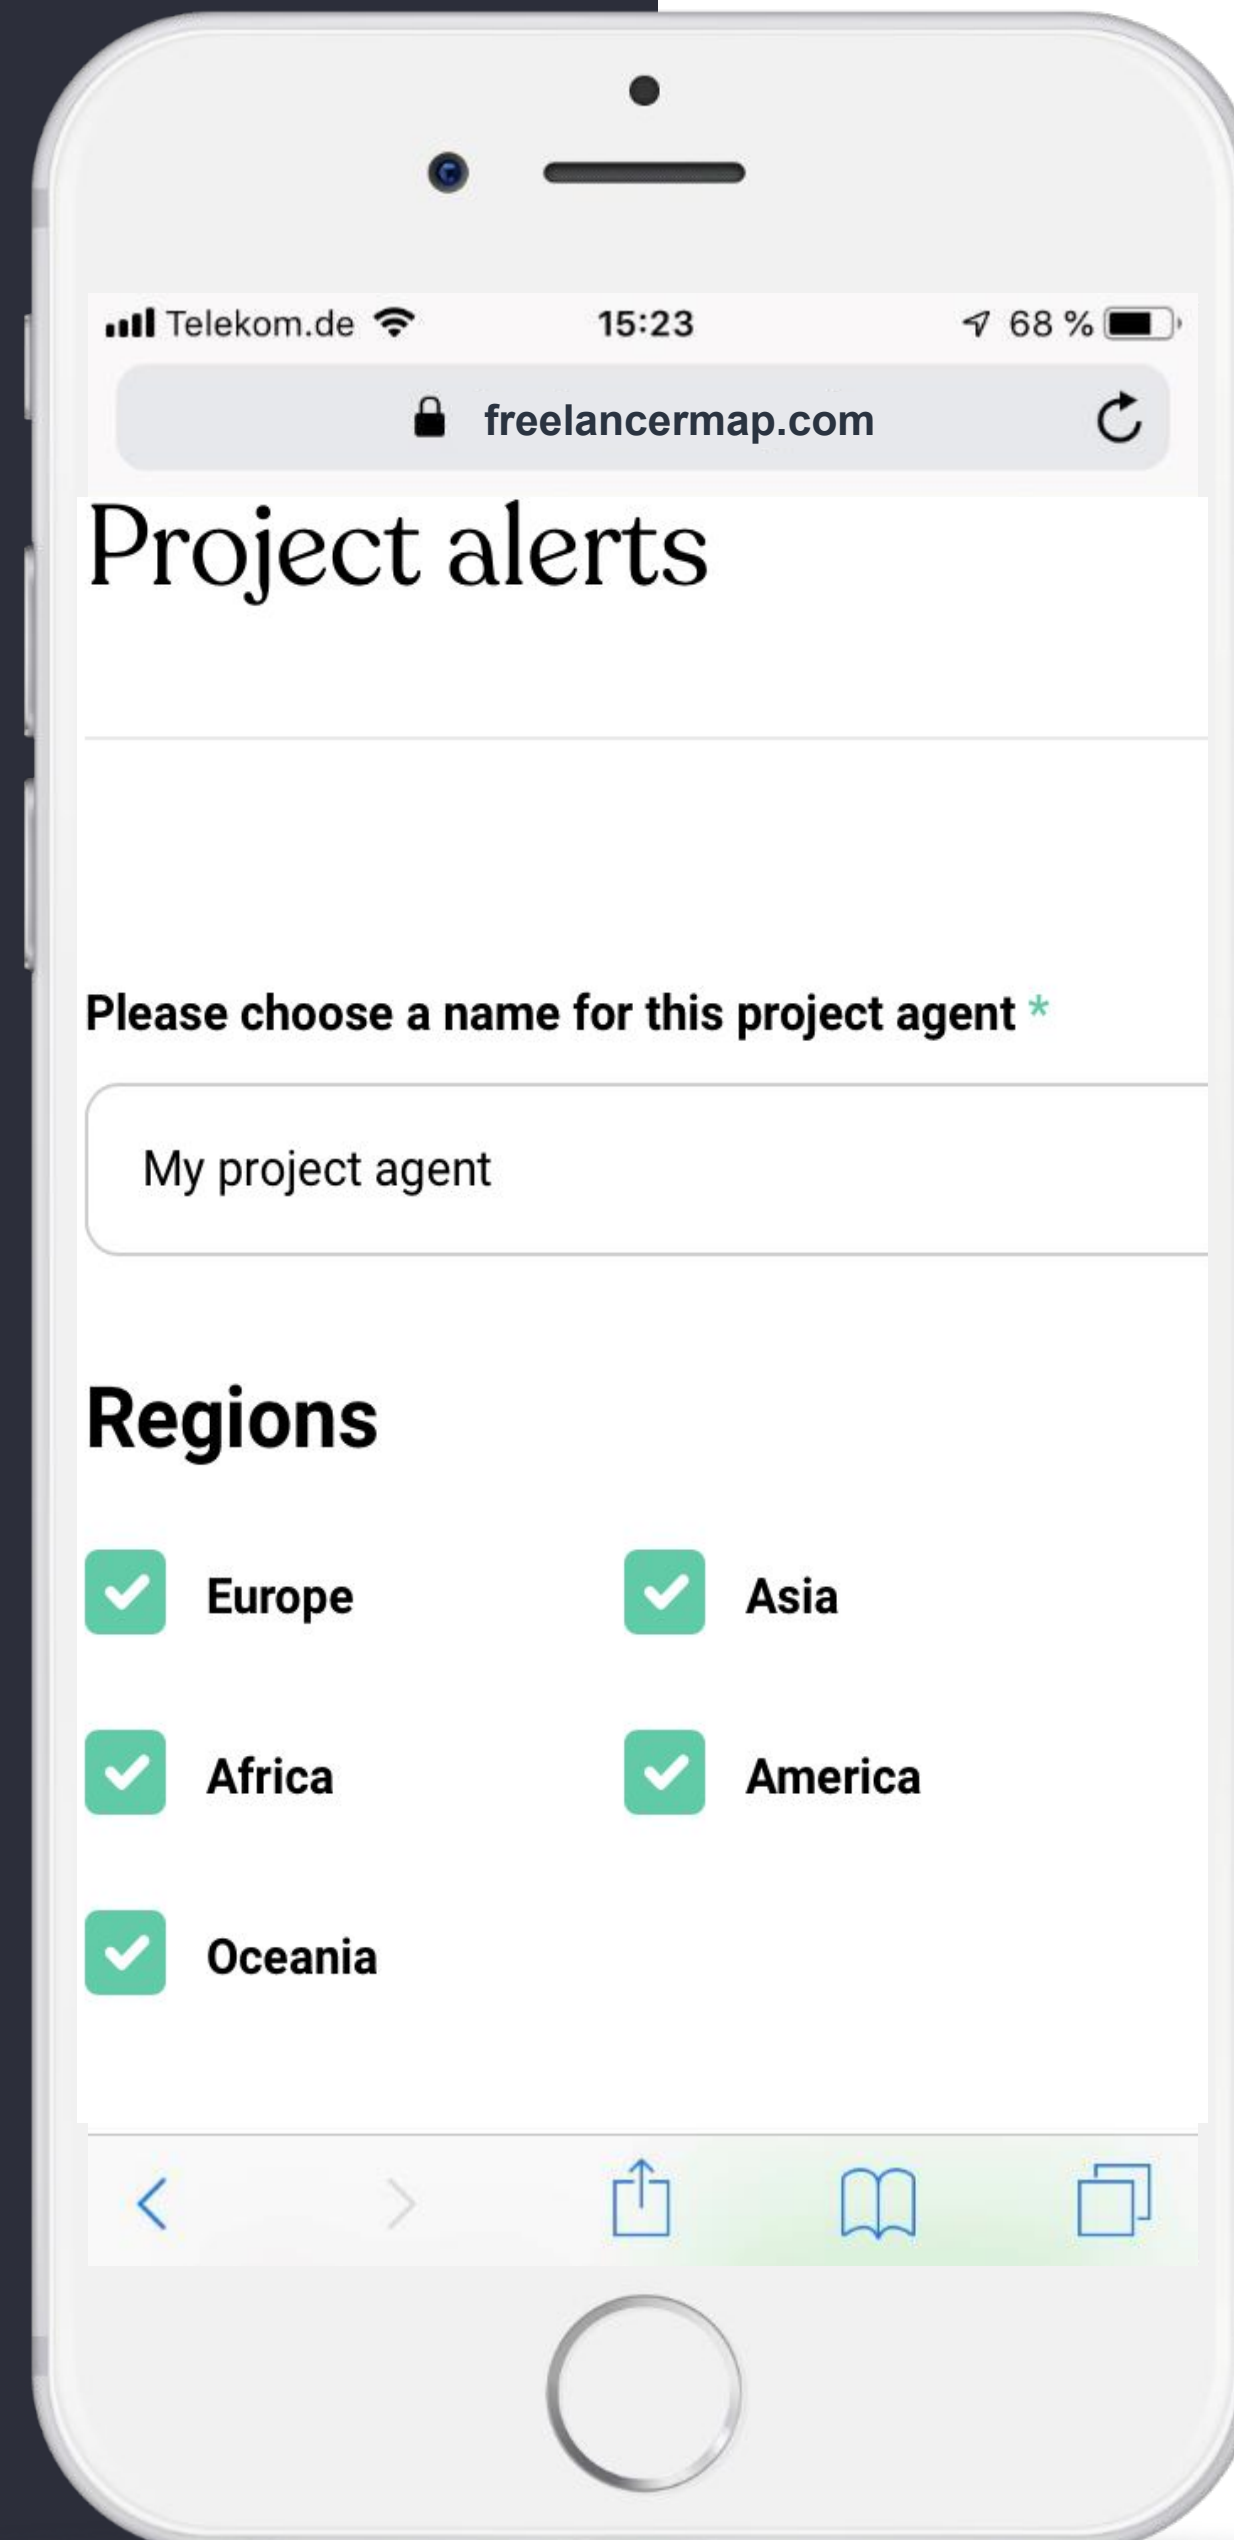 Telekom.de 15:23 68 %
freelancermap.com
Project alerts
Please choose a name for this project agent *
My project agent
Regions
Europe Asia
Africa America
Oceania